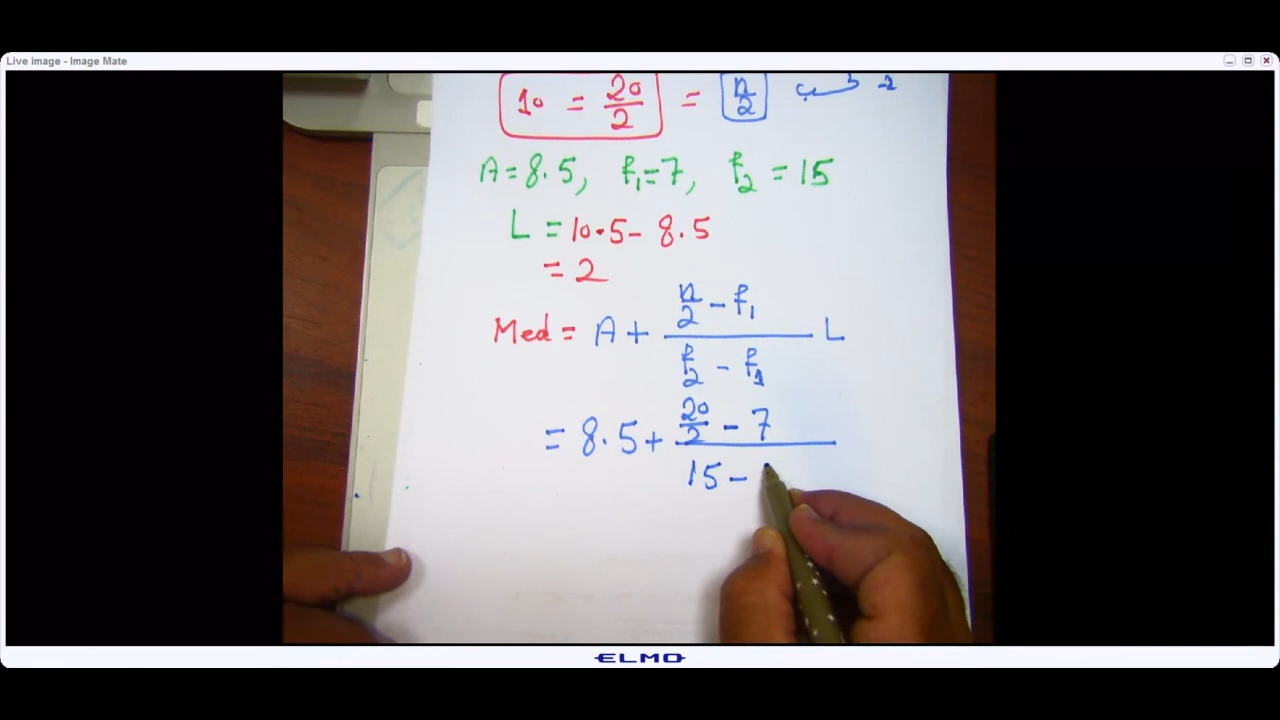 Live image - Image Mate
10 = 20/2 = n/2
A = 8.5, f₁ = 7, f₂ = 15
L = 10.5 - 8.5
= 2
Med = A + (n/2 - f₁)/(f₂ - f₁) L
= 8.5 + (20/2 - 7)/(15 -
ELMO